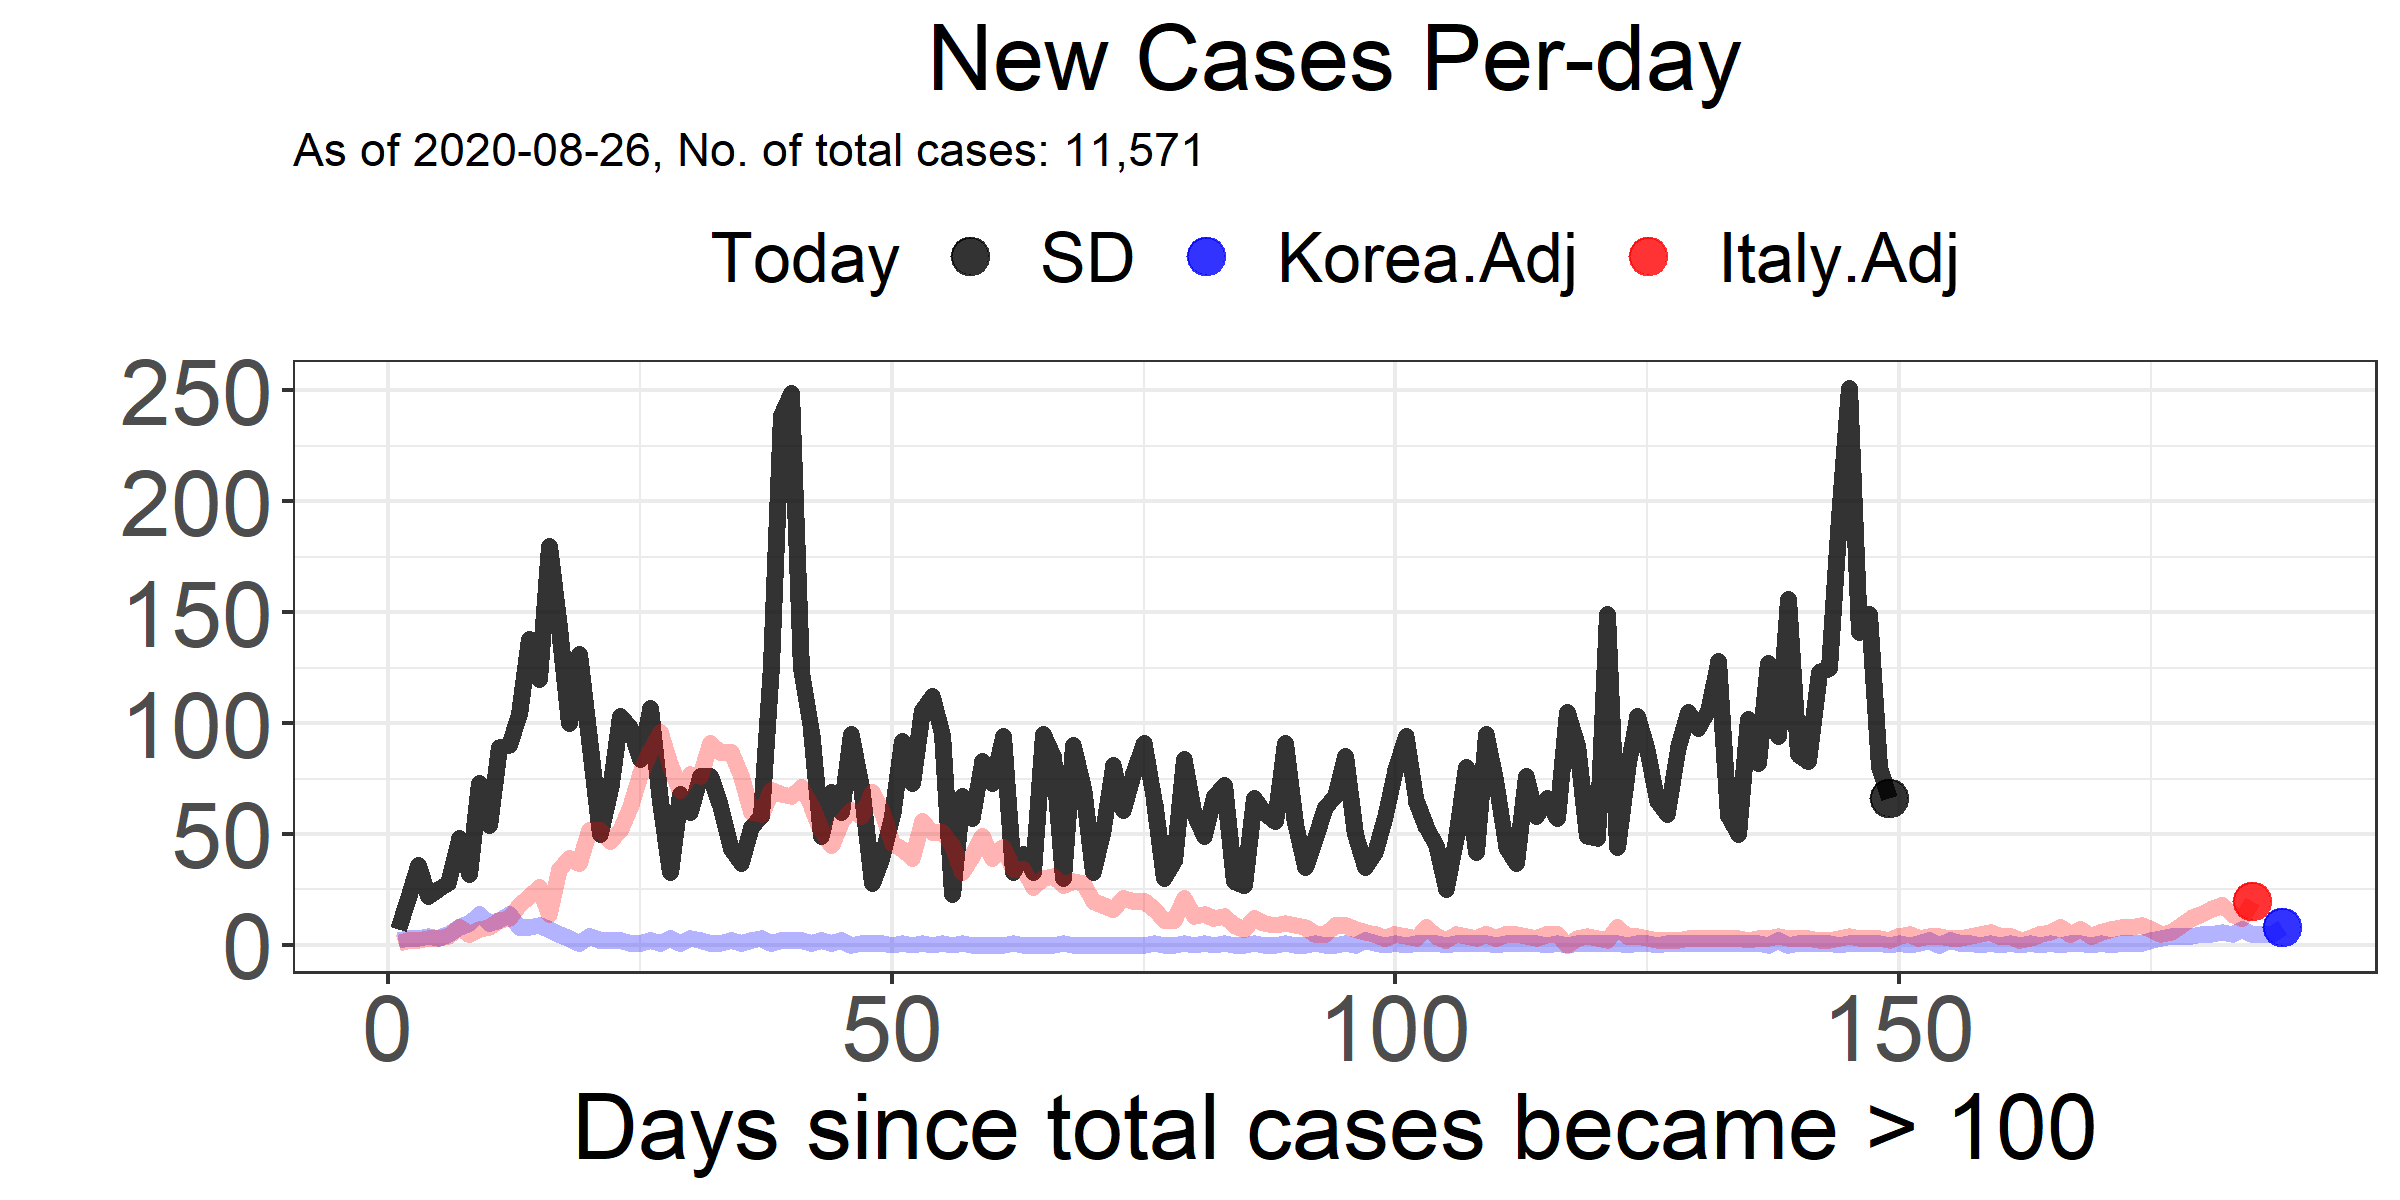 New Cases Per-day
As of 2020-08-26, No. of total cases: 11,571
Today SD Korea.Adj Italy.Adj
250
200
150
100
50
0
0 50 100 150
Days since total cases became > 100